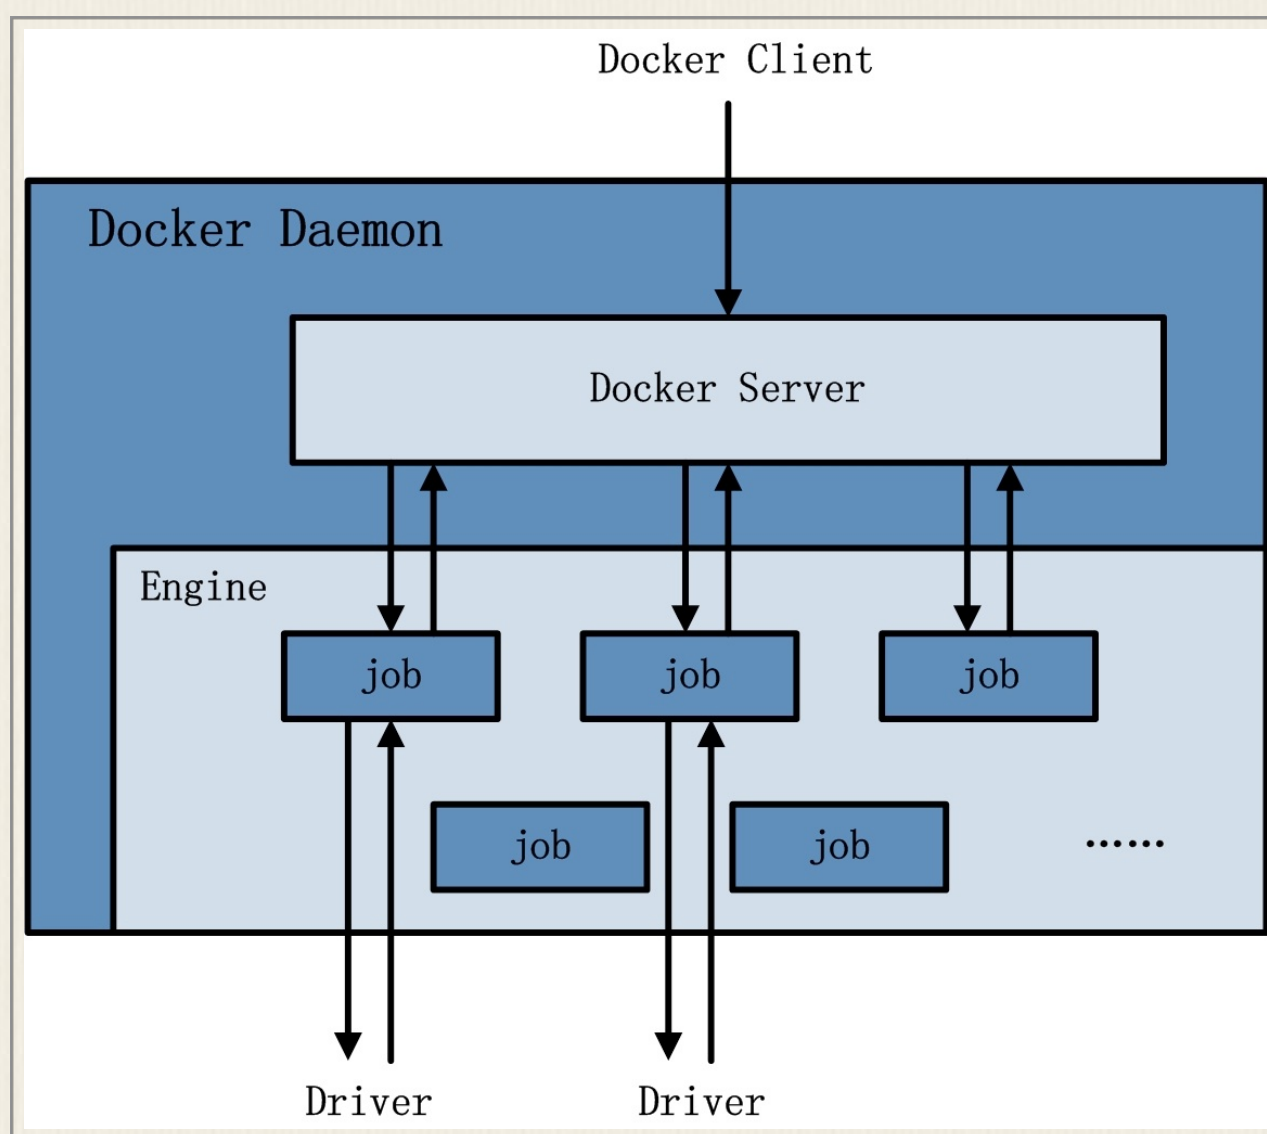 Docker Client
Docker Daemon
Docker Server
Engine
job
job
job
job
job
……
Driver
Driver